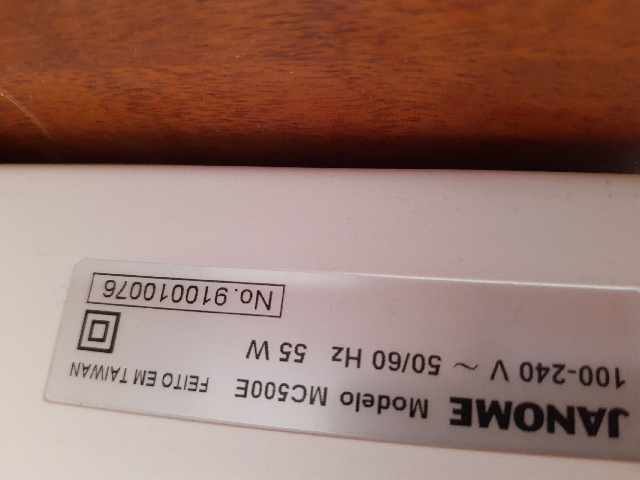 JANOME Modelo MC500E FEITO EM TAIWAN
100-240 V ~ 50/60 Hz 55 W
No.910010076